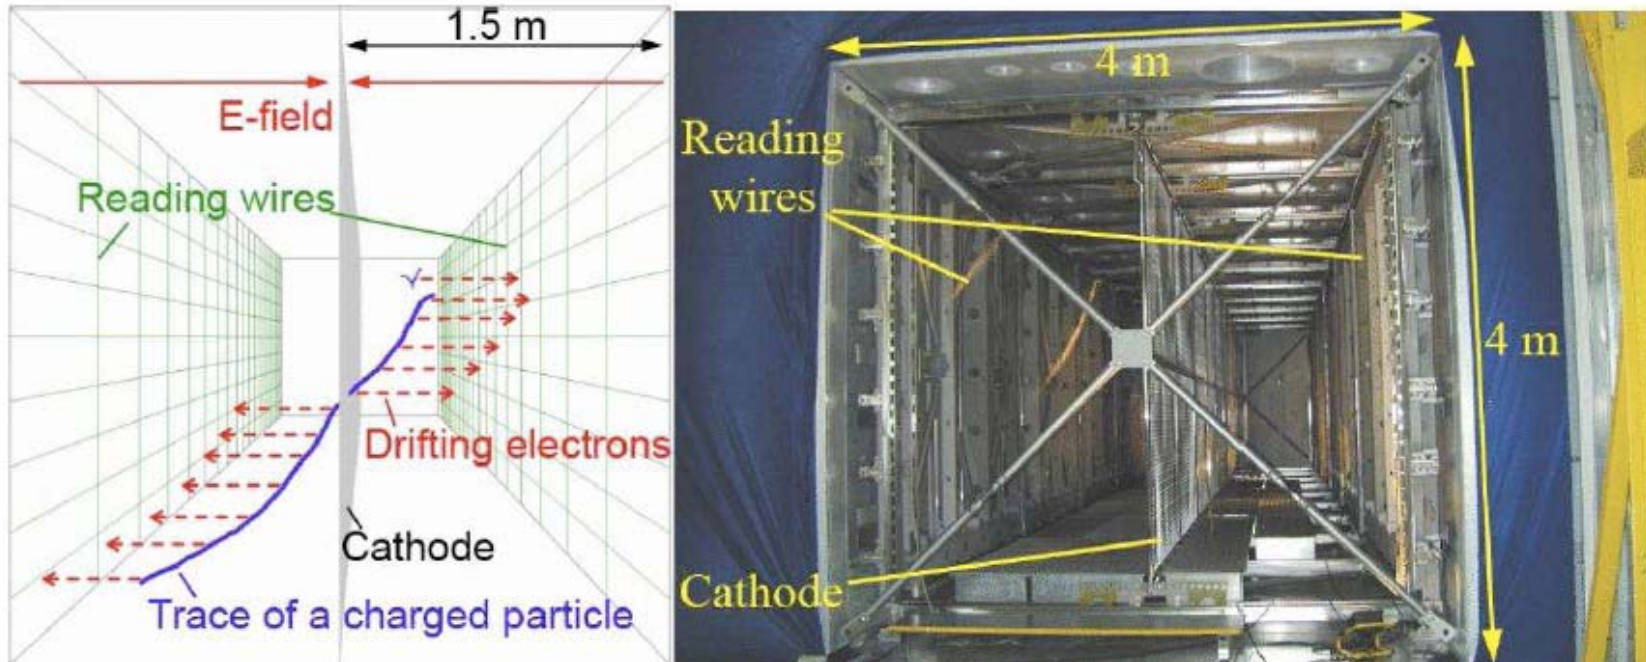 1.5 m
E-field
Reading wires
Drifting electrons
Cathode
Trace of a charged particle
4 m
Reading
wires
4 m
Cathode